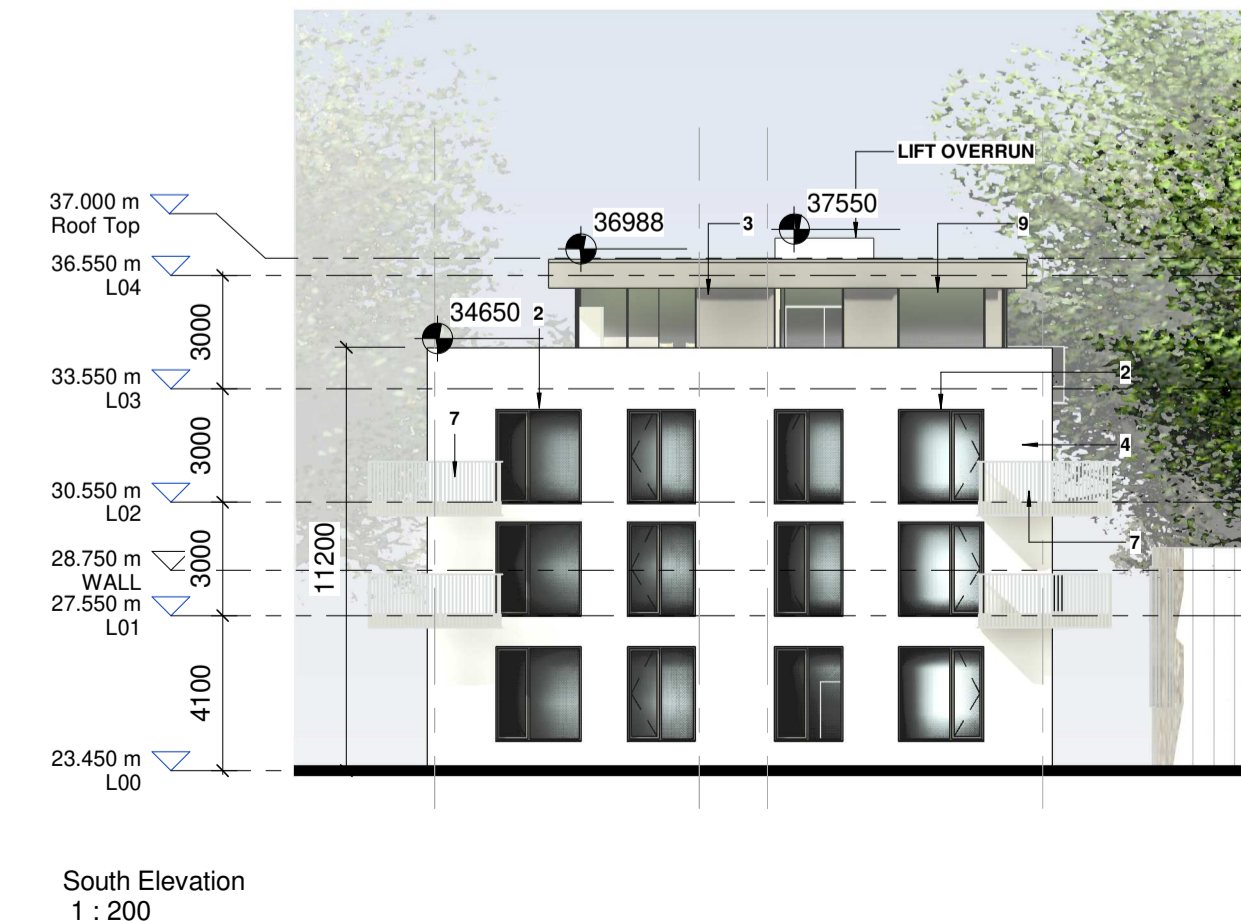 LIFT OVERRUN
37.000 m
Roof Top
37550
36988
3
9
36.550 m
L04
34650
2
3000
33.550 m
L03
2
7
4
3000
30.550 m
L02
7
28.750 m
WALL
3000
11200
27.550 m
L01
4100
23.450 m
L00
South Elevation
1 : 200